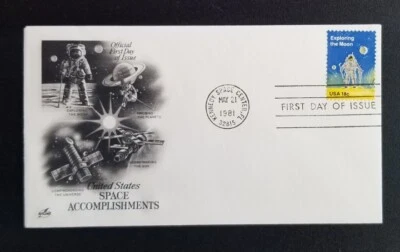 Official
First Day
of Issue
United States
SPACE
ACCOMPLISHMENTS
KENNEDY SPACE CENTER, FL
MAY 21
1981
32815
FIRST DAY OF ISSUE
Exploring
the Moon
USA 18c